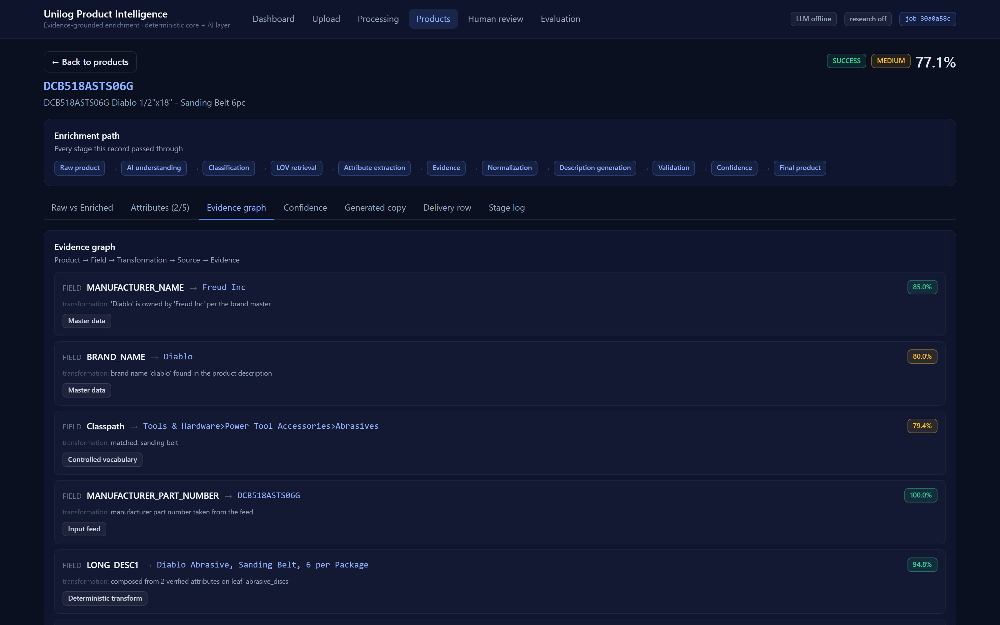 Unilog Product Intelligence
Evidence-grounded enrichment · deterministic core + AI layer
Dashboard Upload Processing Products Human review Evaluation
LLM offline research off job 30a0a58c
← Back to products
SUCCESS MEDIUM 77.1%
DCB518ASTS06G
DCB518ASTS06G Diablo 1/2"x18" - Sanding Belt 6pc
Enrichment path
Every stage this record passed through
Raw product → AI understanding → Classification → LOV retrieval → Attribute extraction → Evidence → Normalization → Description generation → Validation → Confidence → Final product
Raw vs Enriched Attributes (2/5) Evidence graph Confidence Generated copy Delivery row Stage log
Evidence graph
Product → Field → Transformation → Source → Evidence
FIELD MANUFACTURER_NAME → Freud Inc 85.0%
transformation: 'Diablo' is owned by 'Freud Inc' per the brand master
Master data
FIELD BRAND_NAME → Diablo 80.0%
transformation: brand name 'diablo' found in the product description
Master data
FIELD Classpath → Tools & Hardware>Power Tool Accessories>Abrasives 79.4%
transformation: matched: sanding belt
Controlled vocabulary
FIELD MANUFACTURER_PART_NUMBER → DCB518ASTS06G 100.0%
transformation: manufacturer part number taken from the feed
Input feed
FIELD LONG_DESC1 → Diablo Abrasive, Sanding Belt, 6 per Package 94.8%
transformation: composed from 2 verified attributes on leaf 'abrasive_discs'
Deterministic transform